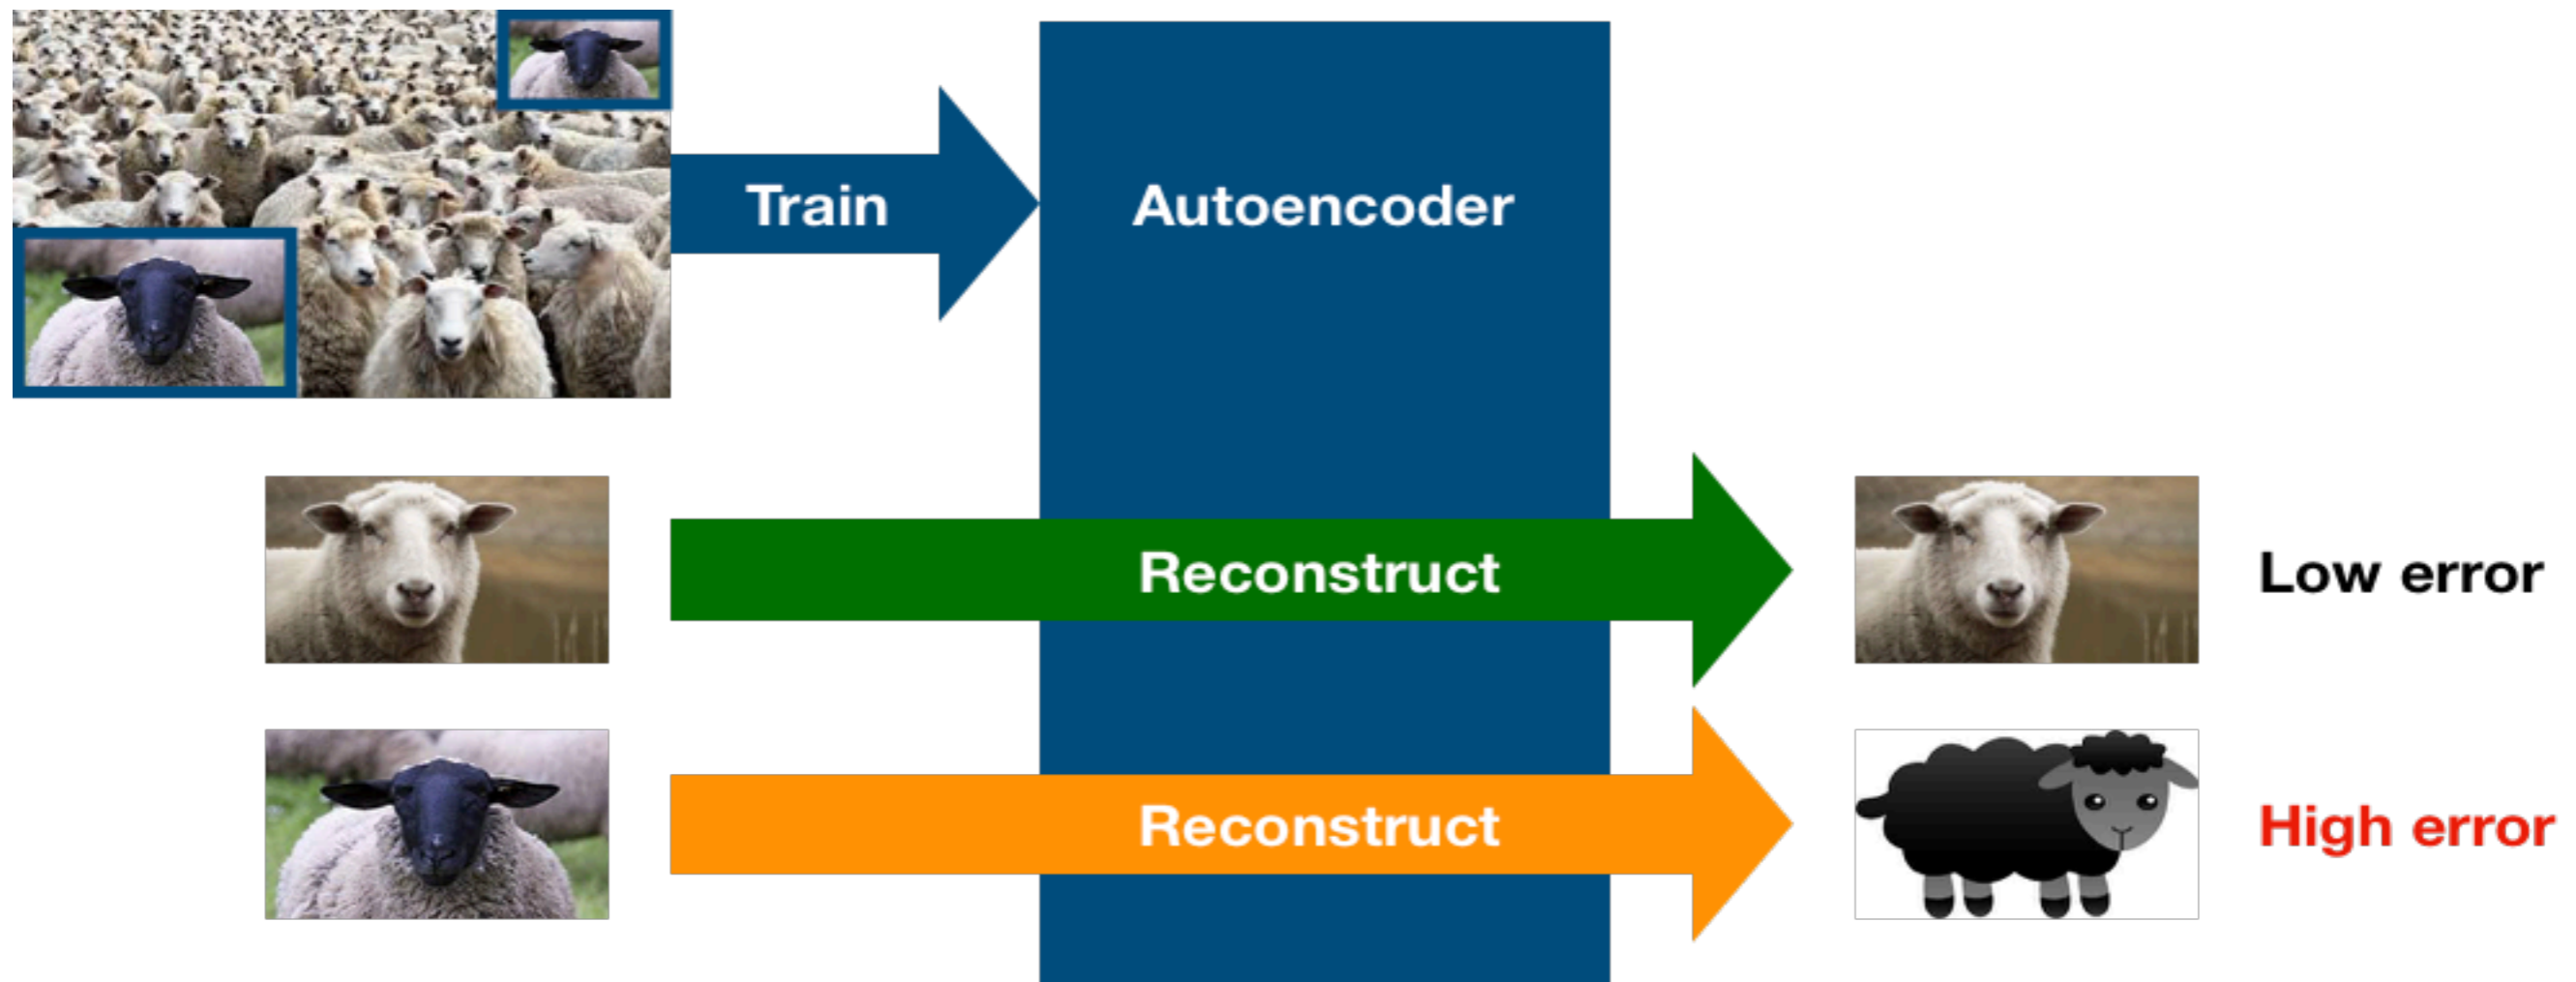 Train
Autoencoder
Reconstruct
Low error
Reconstruct
High error